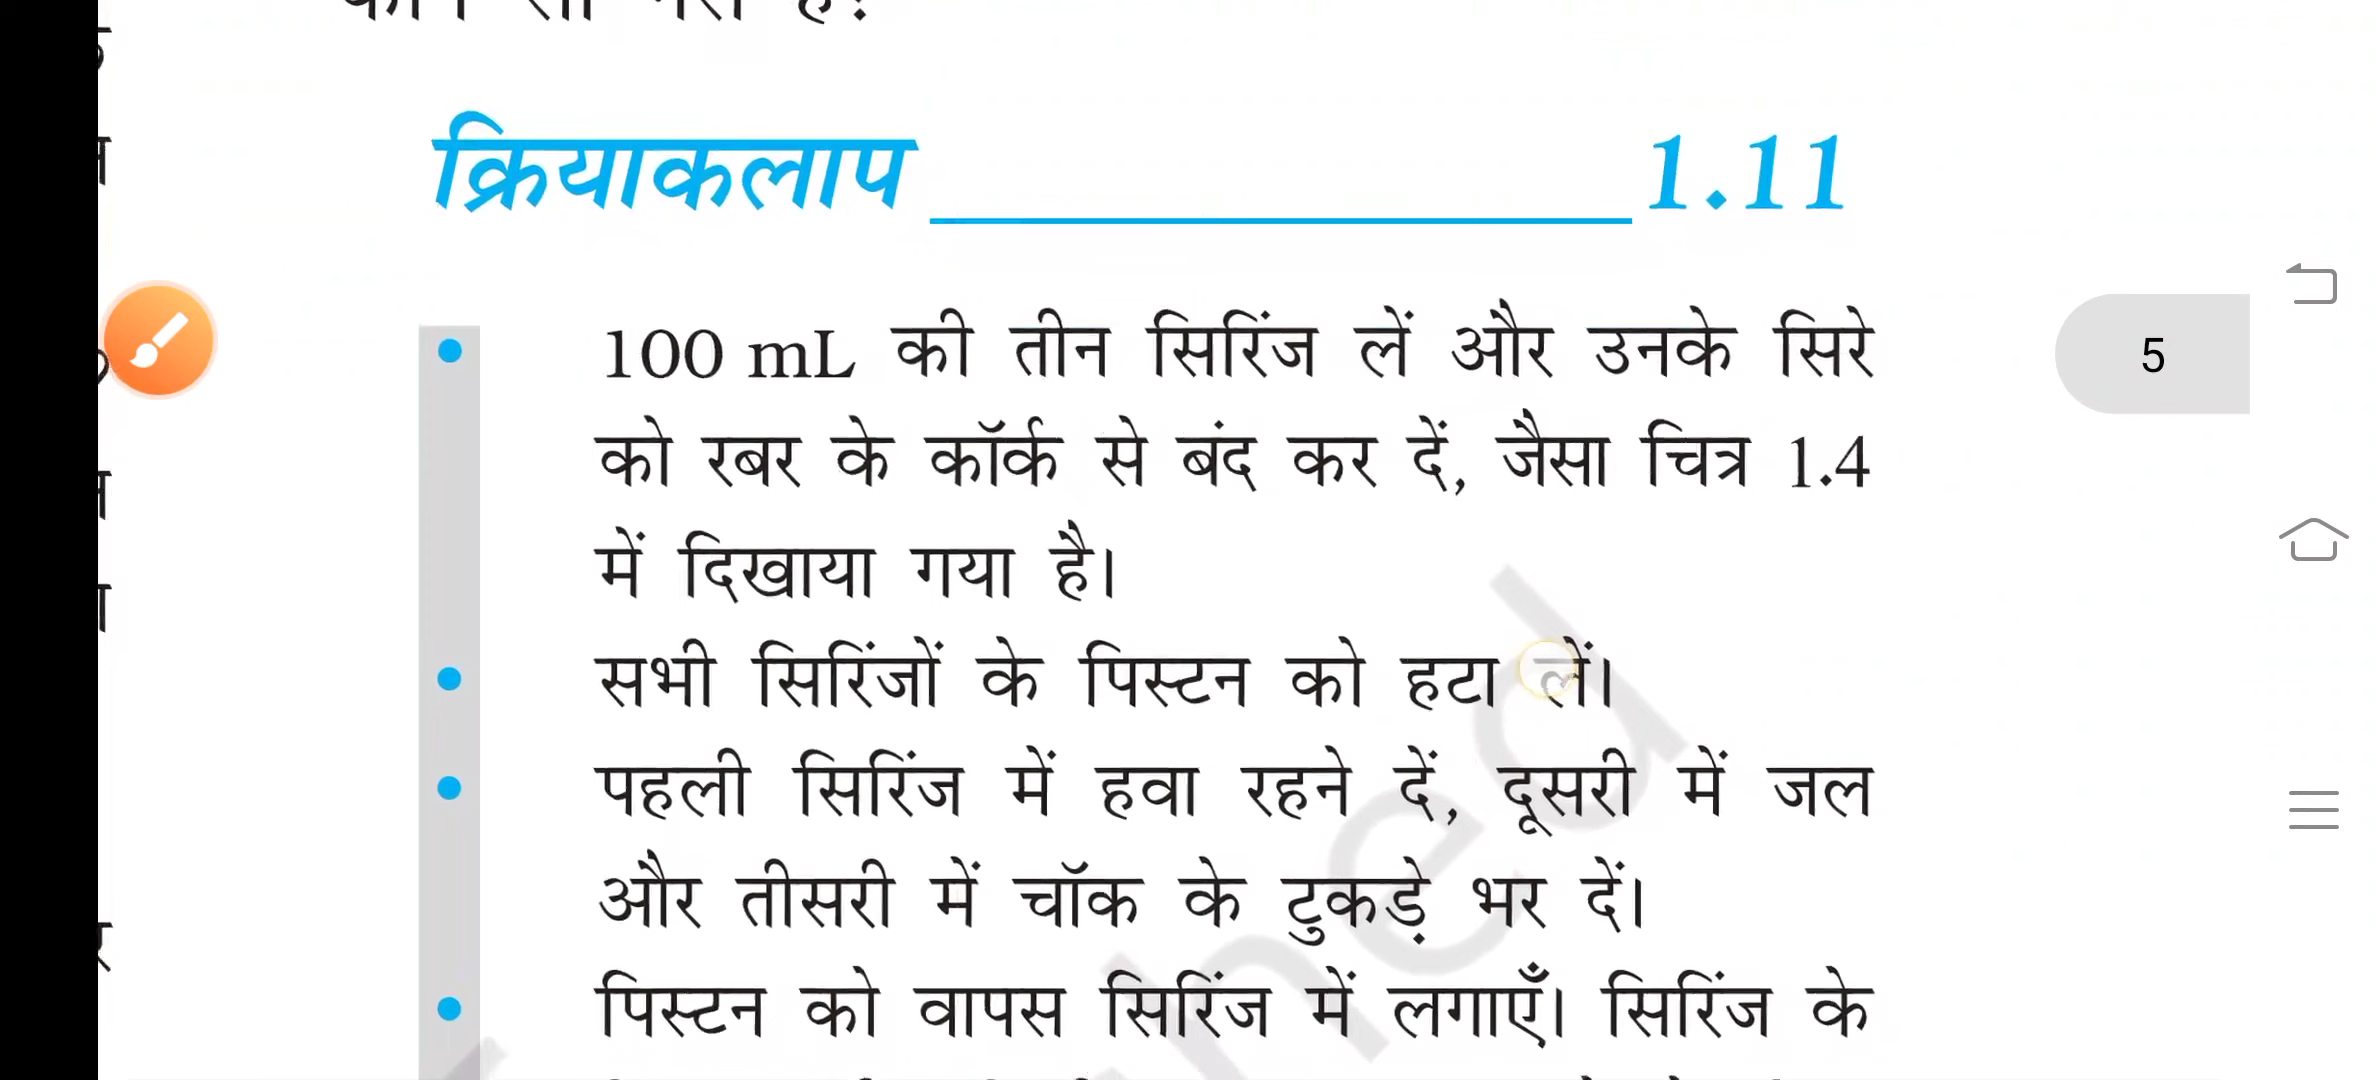 क्रियाकलाप 1.11
100 mL की तीन सिरिंज लें और उनके सिरे
को रबर के कॉर्क से बंद कर दें, जैसा चित्र 1.4
में दिखाया गया है।
5
सभी सिरिंजों के पिस्टन को हटा लें।
पहली सिरिंज में हवा रहने दें, दूसरी में जल
और तीसरी में चॉक के टुकड़े भर दें।
पिस्टन को वापस सिरिंज में लगाएँ। सिरिंज के